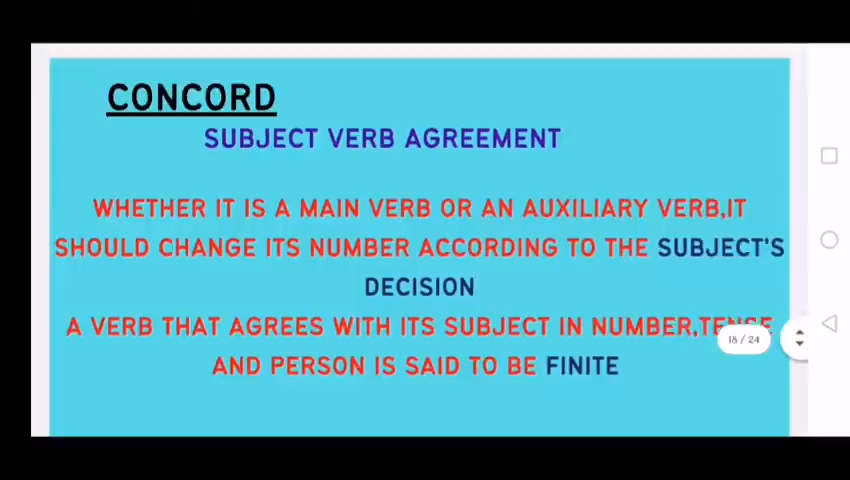 CONCORD
SUBJECT VERB AGREEMENT
WHETHER IT IS A MAIN VERB OR AN AUXILIARY VERB,IT
SHOULD CHANGE ITS NUMBER ACCORDING TO THE SUBJECT'S
DECISION
A VERB THAT AGREES WITH ITS SUBJECT IN NUMBER,TENSE
18 / 24
AND PERSON IS SAID TO BE FINITE